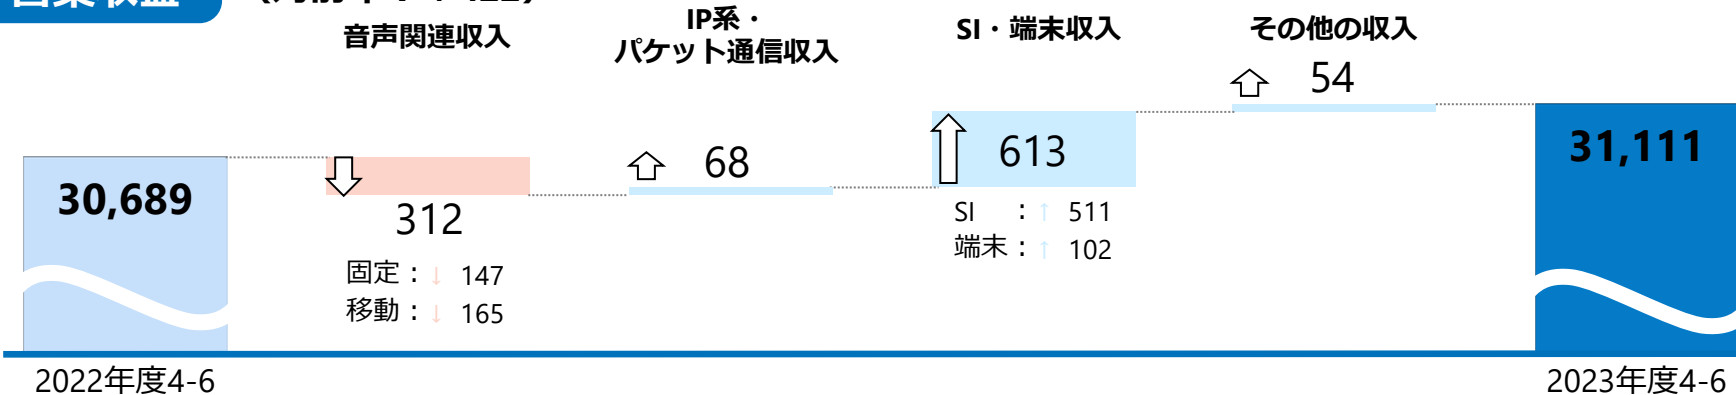 音声関連収入
IP系・
パケット通信収入
SI・端末収入
その他の収入
54
30,689
312
68
613
31,111
固定：↓ 147
移動：↓ 165
SI ：↑ 511
端末：↑ 102
2022年度4-6
2023年度4-6